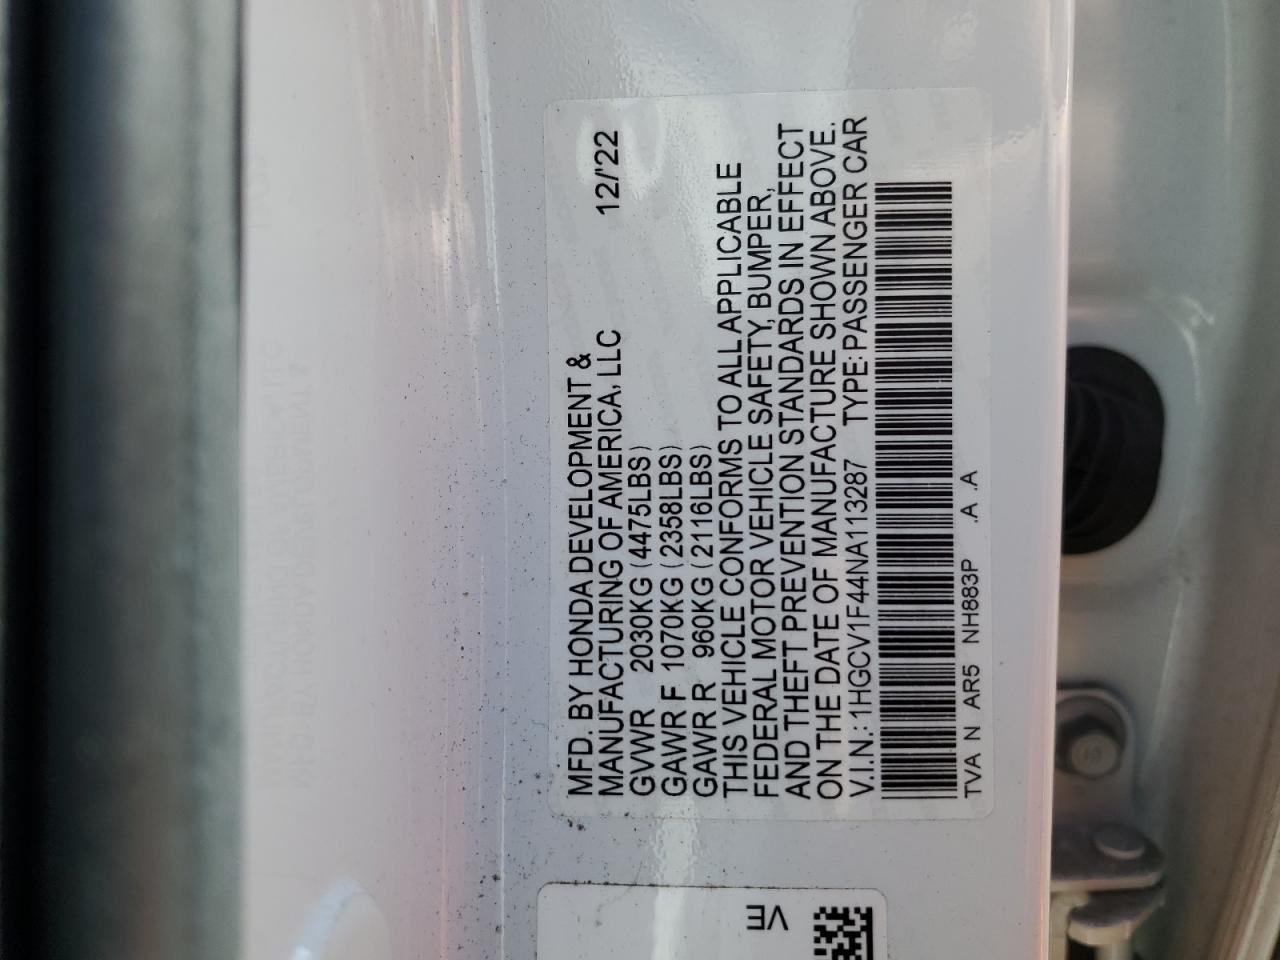 MFD. BY HONDA DEVELOPMENT &
MANUFACTURING OF AMERICA, LLC 12/'22
GVWR 2030KG (4475LBS)
GAWR F 1070KG (2358LBS)
GAWR R 960KG (2116LBS)
THIS VEHICLE CONFORMS TO ALL APPLICABLE
FEDERAL MOTOR VEHICLE SAFETY, BUMPER,
AND THEFT PREVENTION STANDARDS IN EFFECT
ON THE DATE OF MANUFACTURE SHOWN ABOVE.
V.I.N.: 1HGCV1F44NA113287 TYPE: PASSENGER CAR
TVA N AR5 NH883P .A .A
VE